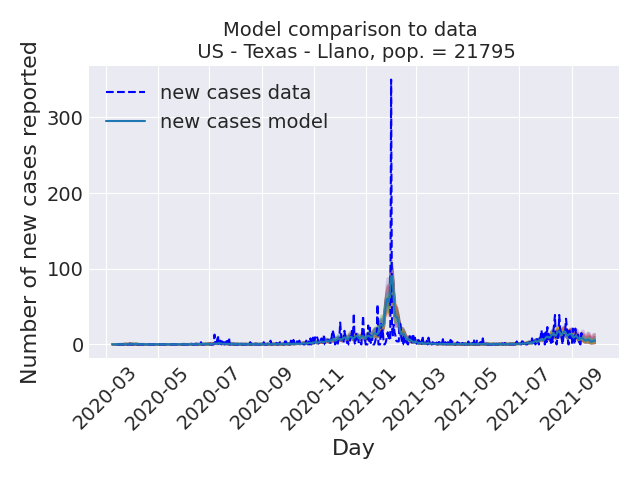 Model comparison to data
US - Texas - Llano, pop. = 21795
Number of new cases reported
new cases data
new cases model
300
200
100
0
2020-03
2020-05
2020-07
2020-09
2020-11
2021-01
2021-03
2021-05
2021-07
2021-09
Day